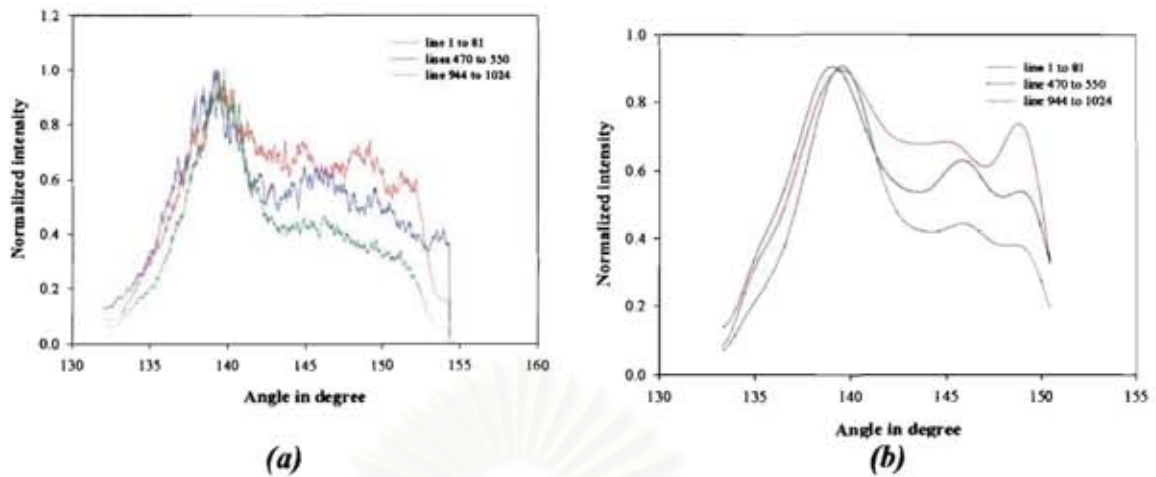 1.2
1.0
0.8
0.6
0.4
0.2
0.0
Normalized intensity
line 1 to 81
lines 470 to 550
line 944 to 1024
130 135 140 145 150 155 160
Angle in degree
(a)
1.0
0.8
0.6
0.4
0.2
0.0
Normalized intensity
line 1 to 81
line 470 to 550
line 944 to 1024
130 135 140 145 150 155
Angle in degree
(b)